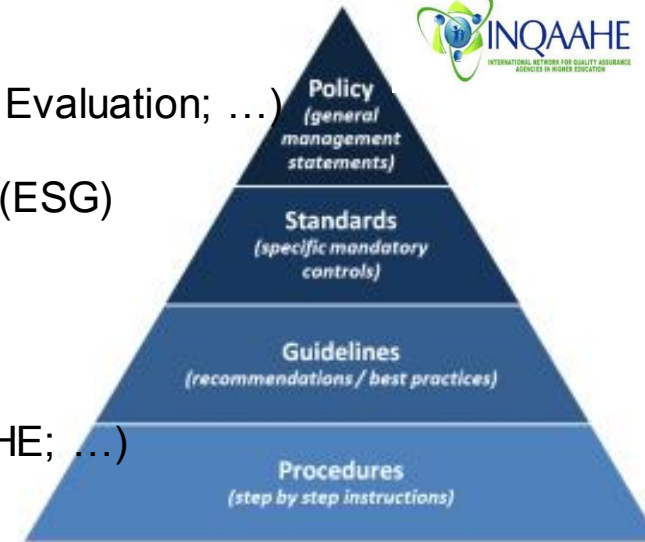 INQAAHE
INTERNATIONAL NETWORK FOR QUALITY ASSURANCE
AGENCIES IN HIGHER EDUCATION
Evaluation; …)
Policy
(general
management
statements)
(ESG)
Standards
(specific mandatory
controls)
Guidelines
(recommendations / best practices)
HE; …)
Procedures
(step by step instructions)